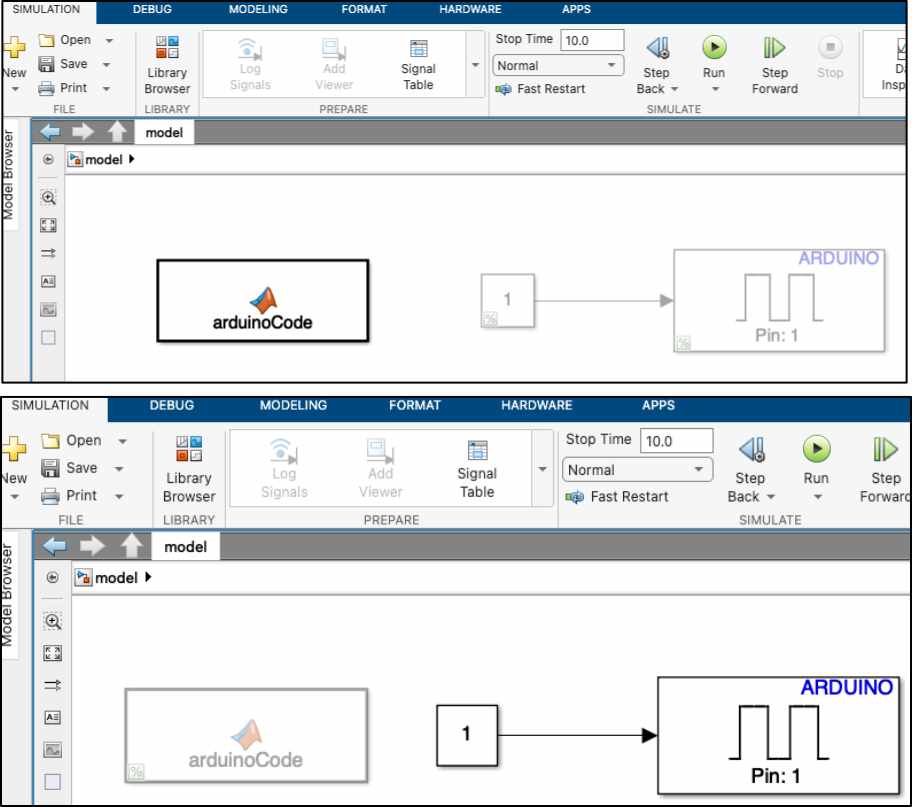 SIMULATION DEBUG MODELING FORMAT HARDWARE APPS
New
Open
Save
Print
FILE
Library
Browser
LIBRARY
Log
Signals
Add
Viewer
Signal
Table
PREPARE
Stop Time 10.0
Normal
Fast Restart
Step
Back
Run
Step
Forward
Stop
SIMULATE
Insp
Model Browser
model
model
arduinoCode
1
ARDUINO
Pin: 1
SIMULATION DEBUG MODELING FORMAT HARDWARE APPS
New
Open
Save
Print
FILE
Library
Browser
LIBRARY
Log
Signals
Add
Viewer
Signal
Table
PREPARE
Stop Time 10.0
Normal
Fast Restart
Step
Back
Run
Step
Forward
SIMULATE
Model Browser
model
model
arduinoCode
1
ARDUINO
Pin: 1